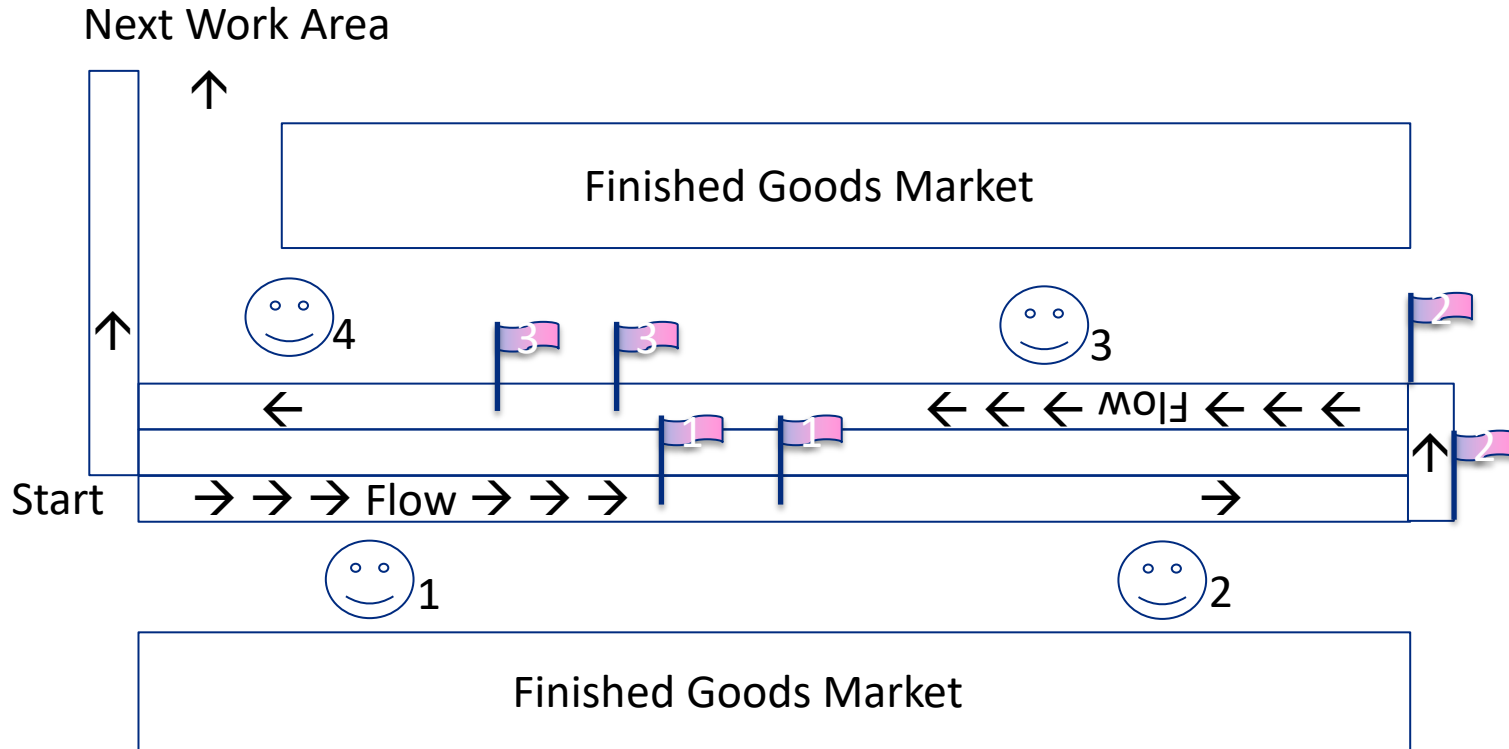 Next Work Area
↑
Finished Goods Market
4
3
3
3
2
↑
← ← ← ← Flow ← ← ←
1
1
↑
2
Start
→ → → Flow → → → →
1
2
Finished Goods Market